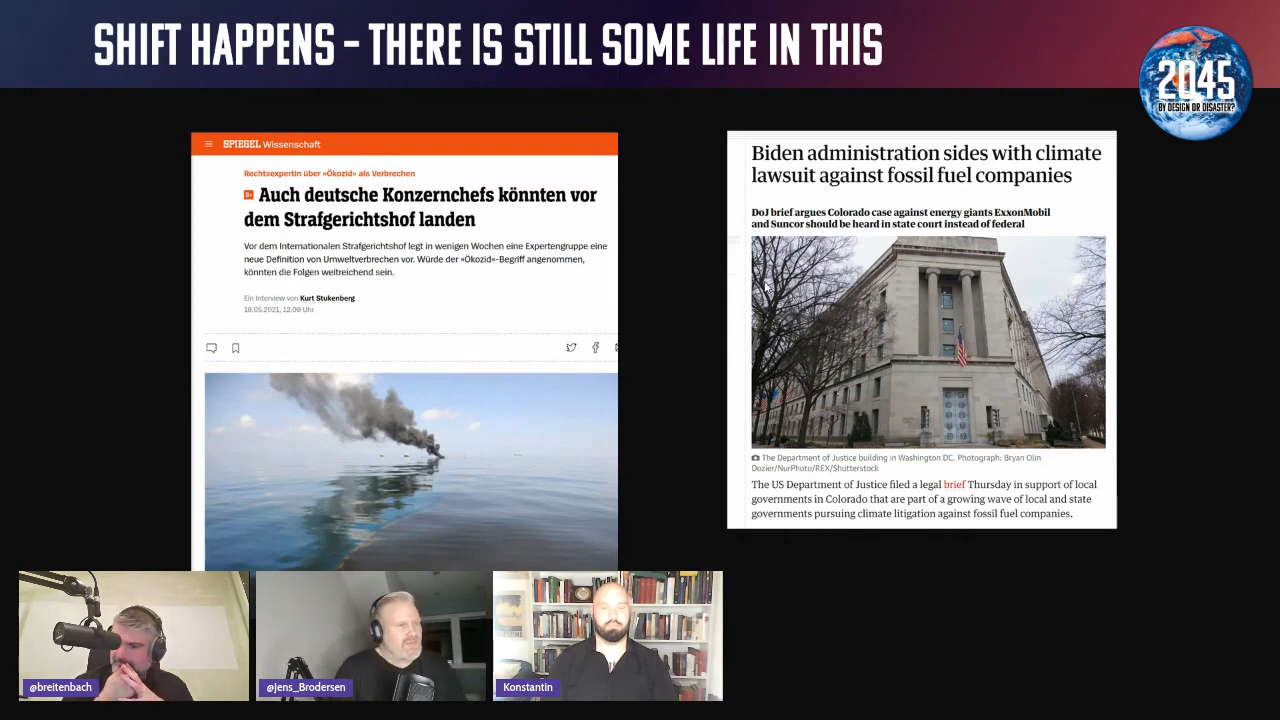 SHIFT HAPPENS - THERE IS STILL SOME LIFE IN THIS
2045
BY DESIGN OR DISASTER?
SPIEGEL Wissenschaft
Rechtsexpertin über »Ökozid« als Verbrechen
S+ Auch deutsche Konzernchefs könnten vor
dem Strafgerichtshof landen
Vor dem Internationalen Strafgerichtshof legt in wenigen Wochen eine Expertengruppe eine
neue Definition von Umweltverbrechen vor. Würde der »Ökozid«-Begriff angenommen,
könnten die Folgen weitreichend sein.
Ein Interview von Kurt Stukenberg
18.05.2021, 12.09 Uhr
Biden administration sides with climate
lawsuit against fossil fuel companies
DoJ brief argues Colorado case against energy giants ExxonMobil
and Suncor should be heard in state court instead of federal
The Department of Justice building in Washington DC. Photograph: Bryan Olin
Dozier/NurPhoto/REX/Shutterstock
The US Department of Justice filed a legal brief Thursday in support of local
governments in Colorado that are part of a growing wave of local and state
governments pursuing climate litigation against fossil fuel companies.
@breitenbach
@Jens_Brodersen
Konstantin